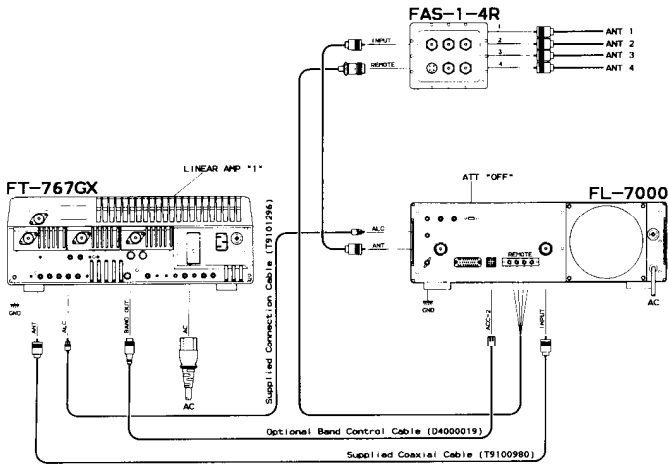 FAS-1-4R
INPUT
REMOTE
1
2
3
4
ANT 1
ANT 2
ANT 3
ANT 4
LINEAR AMP "1"
ATT "OFF"
FT-767GX
FL-7000
ALC
ANT
REMOTE
GND
ANT
ALC
BAND OUT
AC
AC
Supplied Connection Cable (T9101296)
GND
ACC-2
INPUT
AC
Optional Band Control Cable (D4000019)
Supplied Coaxial Cable (T9100980)